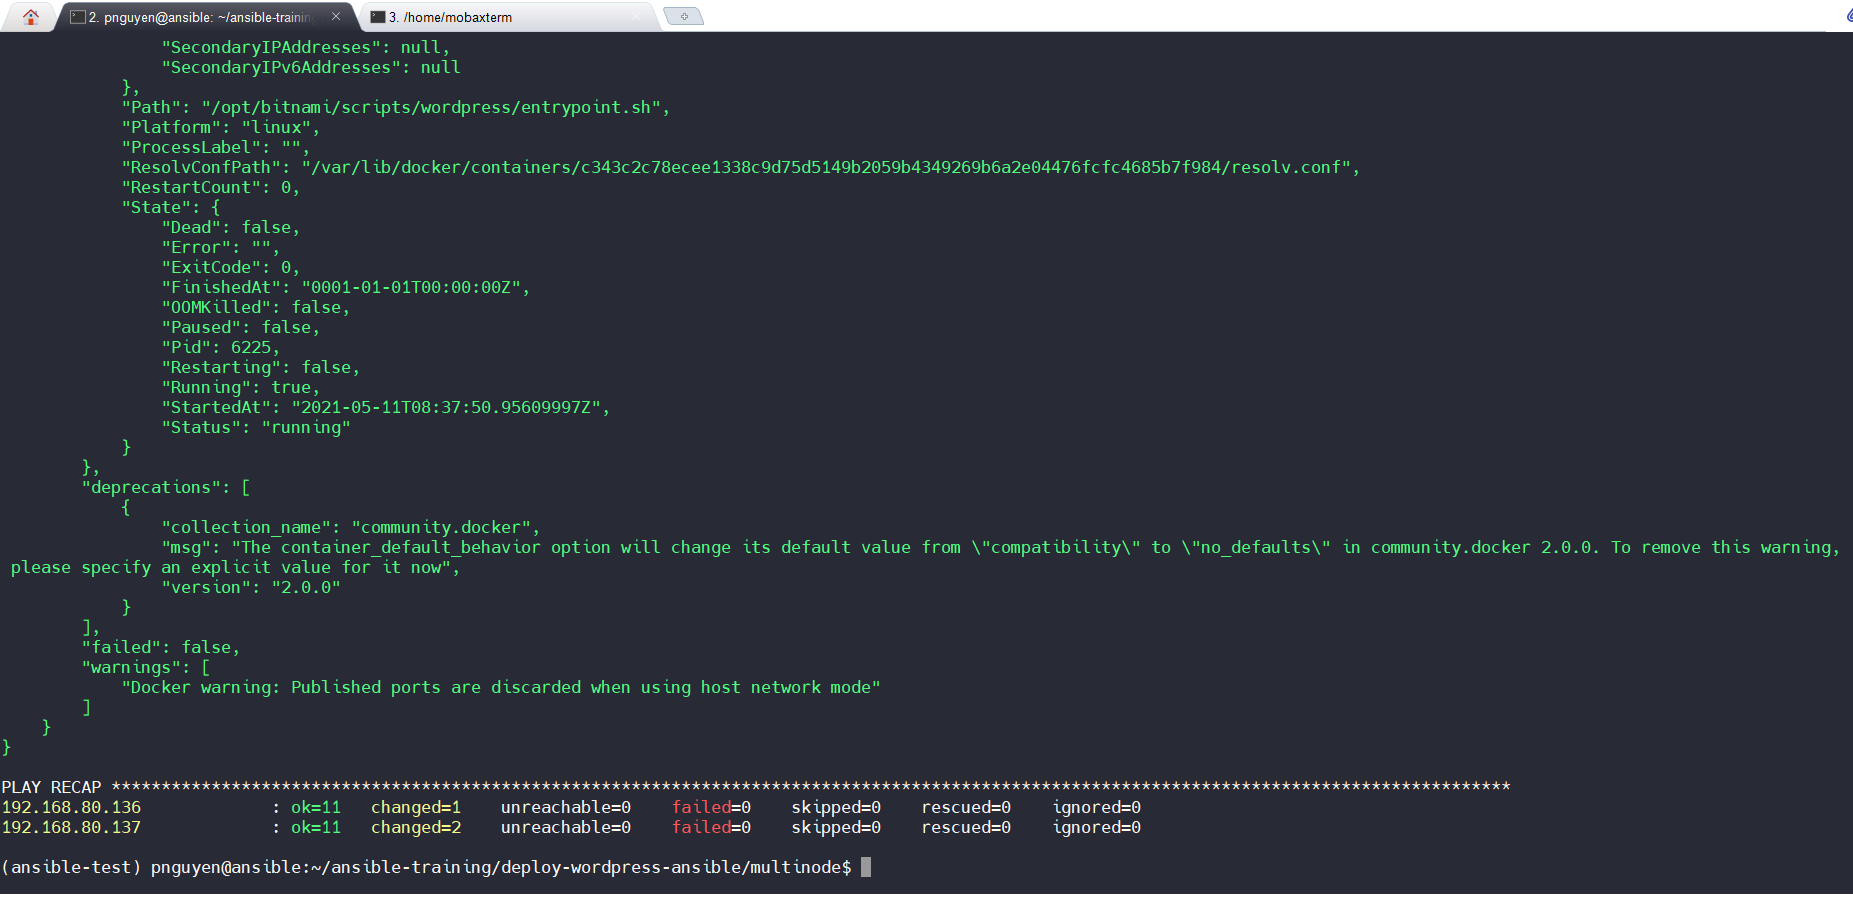 2. pnguyen@ansible: ~/ansible-training
3. /home/mobaxterm
"SecondaryIPAddresses": null,
"SecondaryIPv6Addresses": null
},
"Path": "/opt/bitnami/scripts/wordpress/entrypoint.sh",
"Platform": "linux",
"ProcessLabel": "",
"ResolvConfPath": "/var/lib/docker/containers/c343c2c78ecee1338c9d75d5149b2059b4349269b6a2e04476fcfc4685b7f984/resolv.conf",
"RestartCount": 0,
"State": {
"Dead": false,
"Error": "",
"ExitCode": 0,
"FinishedAt": "0001-01-01T00:00:00Z",
"OOMKilled": false,
"Paused": false,
"Pid": 6225,
"Restarting": false,
"Running": true,
"StartedAt": "2021-05-11T08:37:50.95609997Z",
"Status": "running"
}
},
"deprecations": [
{
"collection_name": "community.docker",
"msg": "The container_default_behavior option will change its default value from \"compatibility\" to \"no_defaults\" in community.docker 2.0.0. To remove this warning,
please specify an explicit value for it now",
"version": "2.0.0"
}
],
"failed": false,
"warnings": [
"Docker warning: Published ports are discarded when using host network mode"
]
}
}
PLAY RECAP ********************************************************************************************************************************************
192.168.80.136 : ok=11 changed=1 unreachable=0 failed=0 skipped=0 rescued=0 ignored=0
192.168.80.137 : ok=11 changed=2 unreachable=0 failed=0 skipped=0 rescued=0 ignored=0
(ansible-test) pnguyen@ansible:~/ansible-training/deploy-wordpress-ansible/multinode$